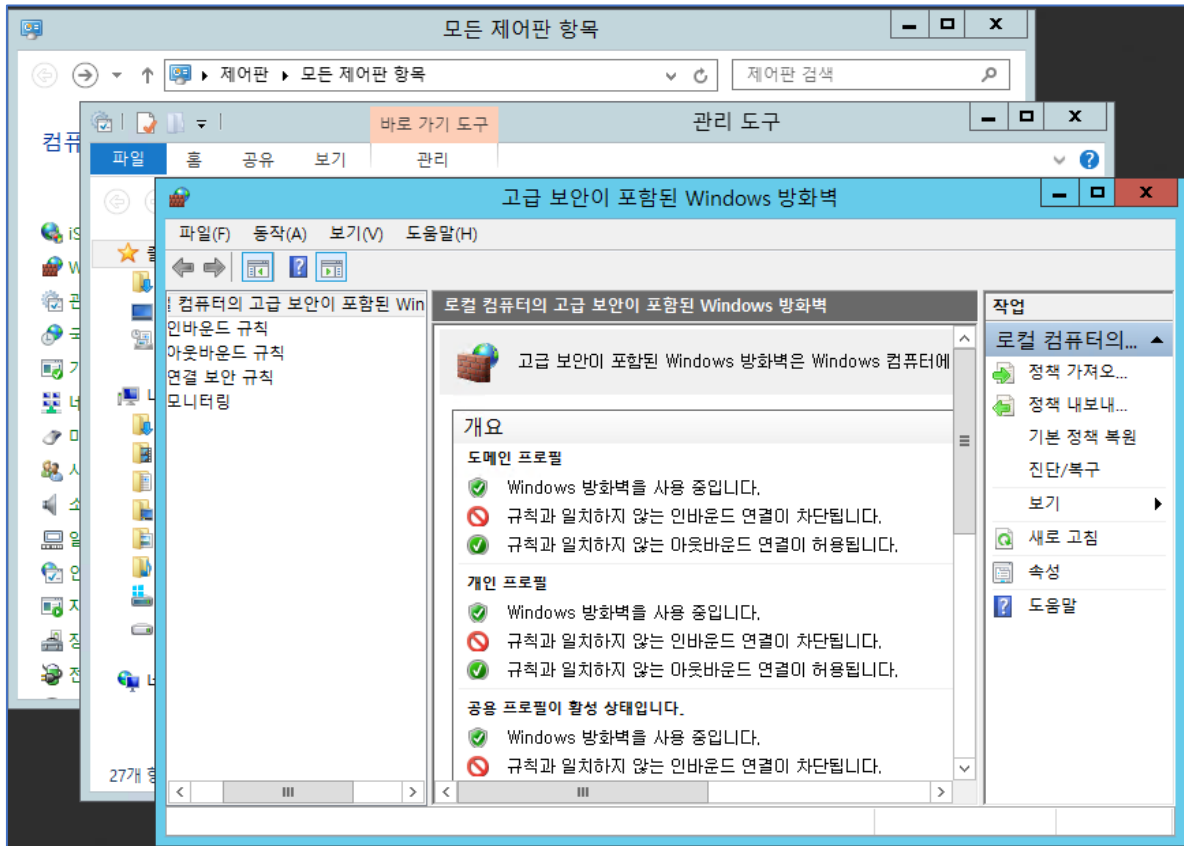 모든 제어판 항목
제어판 ▸ 모든 제어판 항목
제어판 검색
컴퓨
바로 가기 도구
관리 도구
파일 홈 공유 보기 관리
고급 보안이 포함된 Windows 방화벽
파일(F) 동작(A) 보기(V) 도움말(H)
컴퓨터의 고급 보안이 포함된 Win
인바운드 규칙
아웃바운드 규칙
연결 보안 규칙
모니터링
로컬 컴퓨터의 고급 보안이 포함된 Windows 방화벽
고급 보안이 포함된 Windows 방화벽은 Windows 컴퓨터에
개요
도메인 프로필
Windows 방화벽을 사용 중입니다.
규칙과 일치하지 않는 인바운드 연결이 차단됩니다.
규칙과 일치하지 않는 아웃바운드 연결이 허용됩니다.
개인 프로필
Windows 방화벽을 사용 중입니다.
규칙과 일치하지 않는 인바운드 연결이 차단됩니다.
규칙과 일치하지 않는 아웃바운드 연결이 허용됩니다.
공용 프로필이 활성 상태입니다.
Windows 방화벽을 사용 중입니다.
규칙과 일치하지 않는 인바운드 연결이 차단됩니다.
작업
로컬 컴퓨터의...
정책 가져오...
정책 내보내...
기본 정책 복원
진단/복구
보기
새로 고침
속성
도움말
iS
W
관
국
기
네
마
사
소
일
인
지
장
전
27개 항